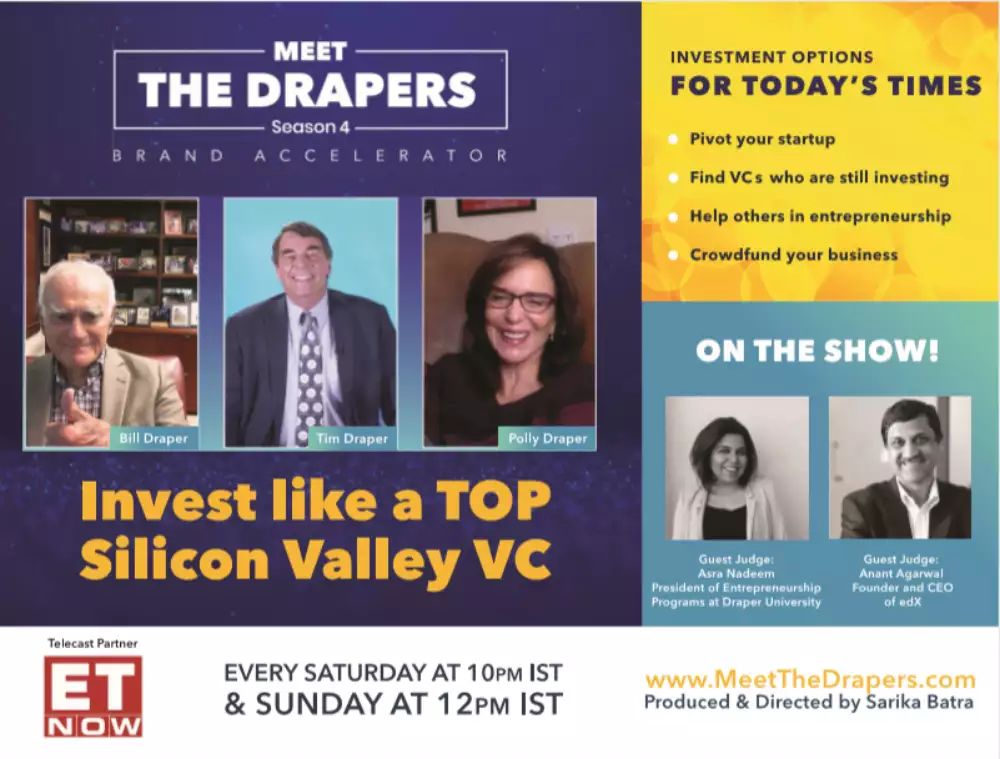 MEET
THE DRAPERS
Season 4
BRAND ACCELERATOR
Bill Draper
Tim Draper
Polly Draper
Invest like a TOP
Silicon Valley VC
INVESTMENT OPTIONS
FOR TODAY'S TIMES
Pivot your startup
Find VCs who are still investing
Help others in entrepreneurship
Crowdfund your business
ON THE SHOW!
Guest Judge:
Asra Nadeem
President of Entrepreneurship
Programs at Draper University
Guest Judge:
Anant Agarwal
Founder and CEO
of edX
Telecast Partner
ET
NOW
EVERY SATURDAY AT 10PM IST
& SUNDAY AT 12PM IST
www.MeetTheDrapers.com
Produced & Directed by Sarika Batra